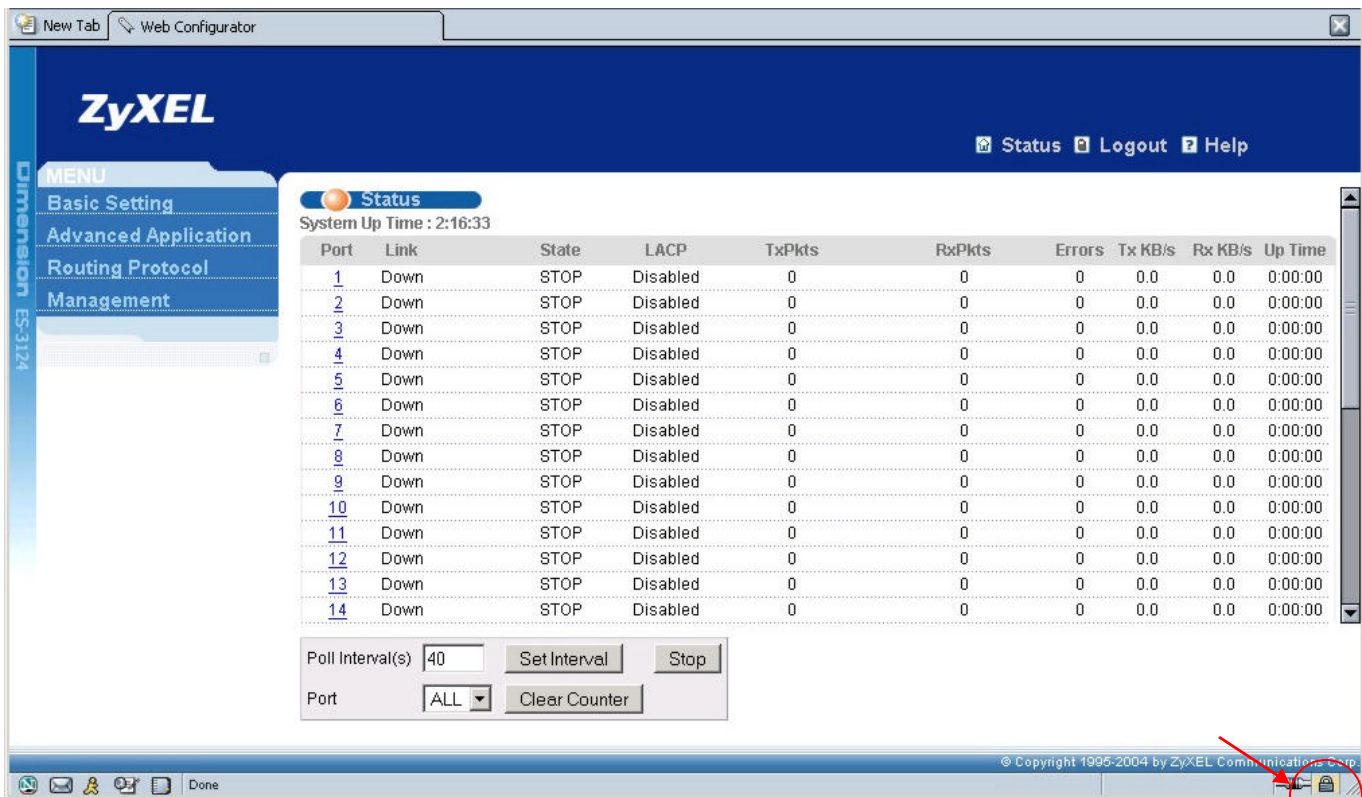 New Tab Web Configurator
ZyXEL
Status Logout Help
Dimension ES-3124
MENU
Basic Setting
Advanced Application
Routing Protocol
Management
Status
System Up Time : 2:16:33
Port Link State LACP TxPkts RxPkts Errors Tx KB/s Rx KB/s Up Time
1 Down STOP Disabled 0 0 0 0.0 0.0 0:00:00
2 Down STOP Disabled 0 0 0 0.0 0.0 0:00:00
3 Down STOP Disabled 0 0 0 0.0 0.0 0:00:00
4 Down STOP Disabled 0 0 0 0.0 0.0 0:00:00
5 Down STOP Disabled 0 0 0 0.0 0.0 0:00:00
6 Down STOP Disabled 0 0 0 0.0 0.0 0:00:00
7 Down STOP Disabled 0 0 0 0.0 0.0 0:00:00
8 Down STOP Disabled 0 0 0 0.0 0.0 0:00:00
9 Down STOP Disabled 0 0 0 0.0 0.0 0:00:00
10 Down STOP Disabled 0 0 0 0.0 0.0 0:00:00
11 Down STOP Disabled 0 0 0 0.0 0.0 0:00:00
12 Down STOP Disabled 0 0 0 0.0 0.0 0:00:00
13 Down STOP Disabled 0 0 0 0.0 0.0 0:00:00
14 Down STOP Disabled 0 0 0 0.0 0.0 0:00:00
Poll Interval(s) 40 Set Interval Stop
Port ALL Clear Counter
© Copyright 1995-2004 by ZyXEL Communications Corp.
Done